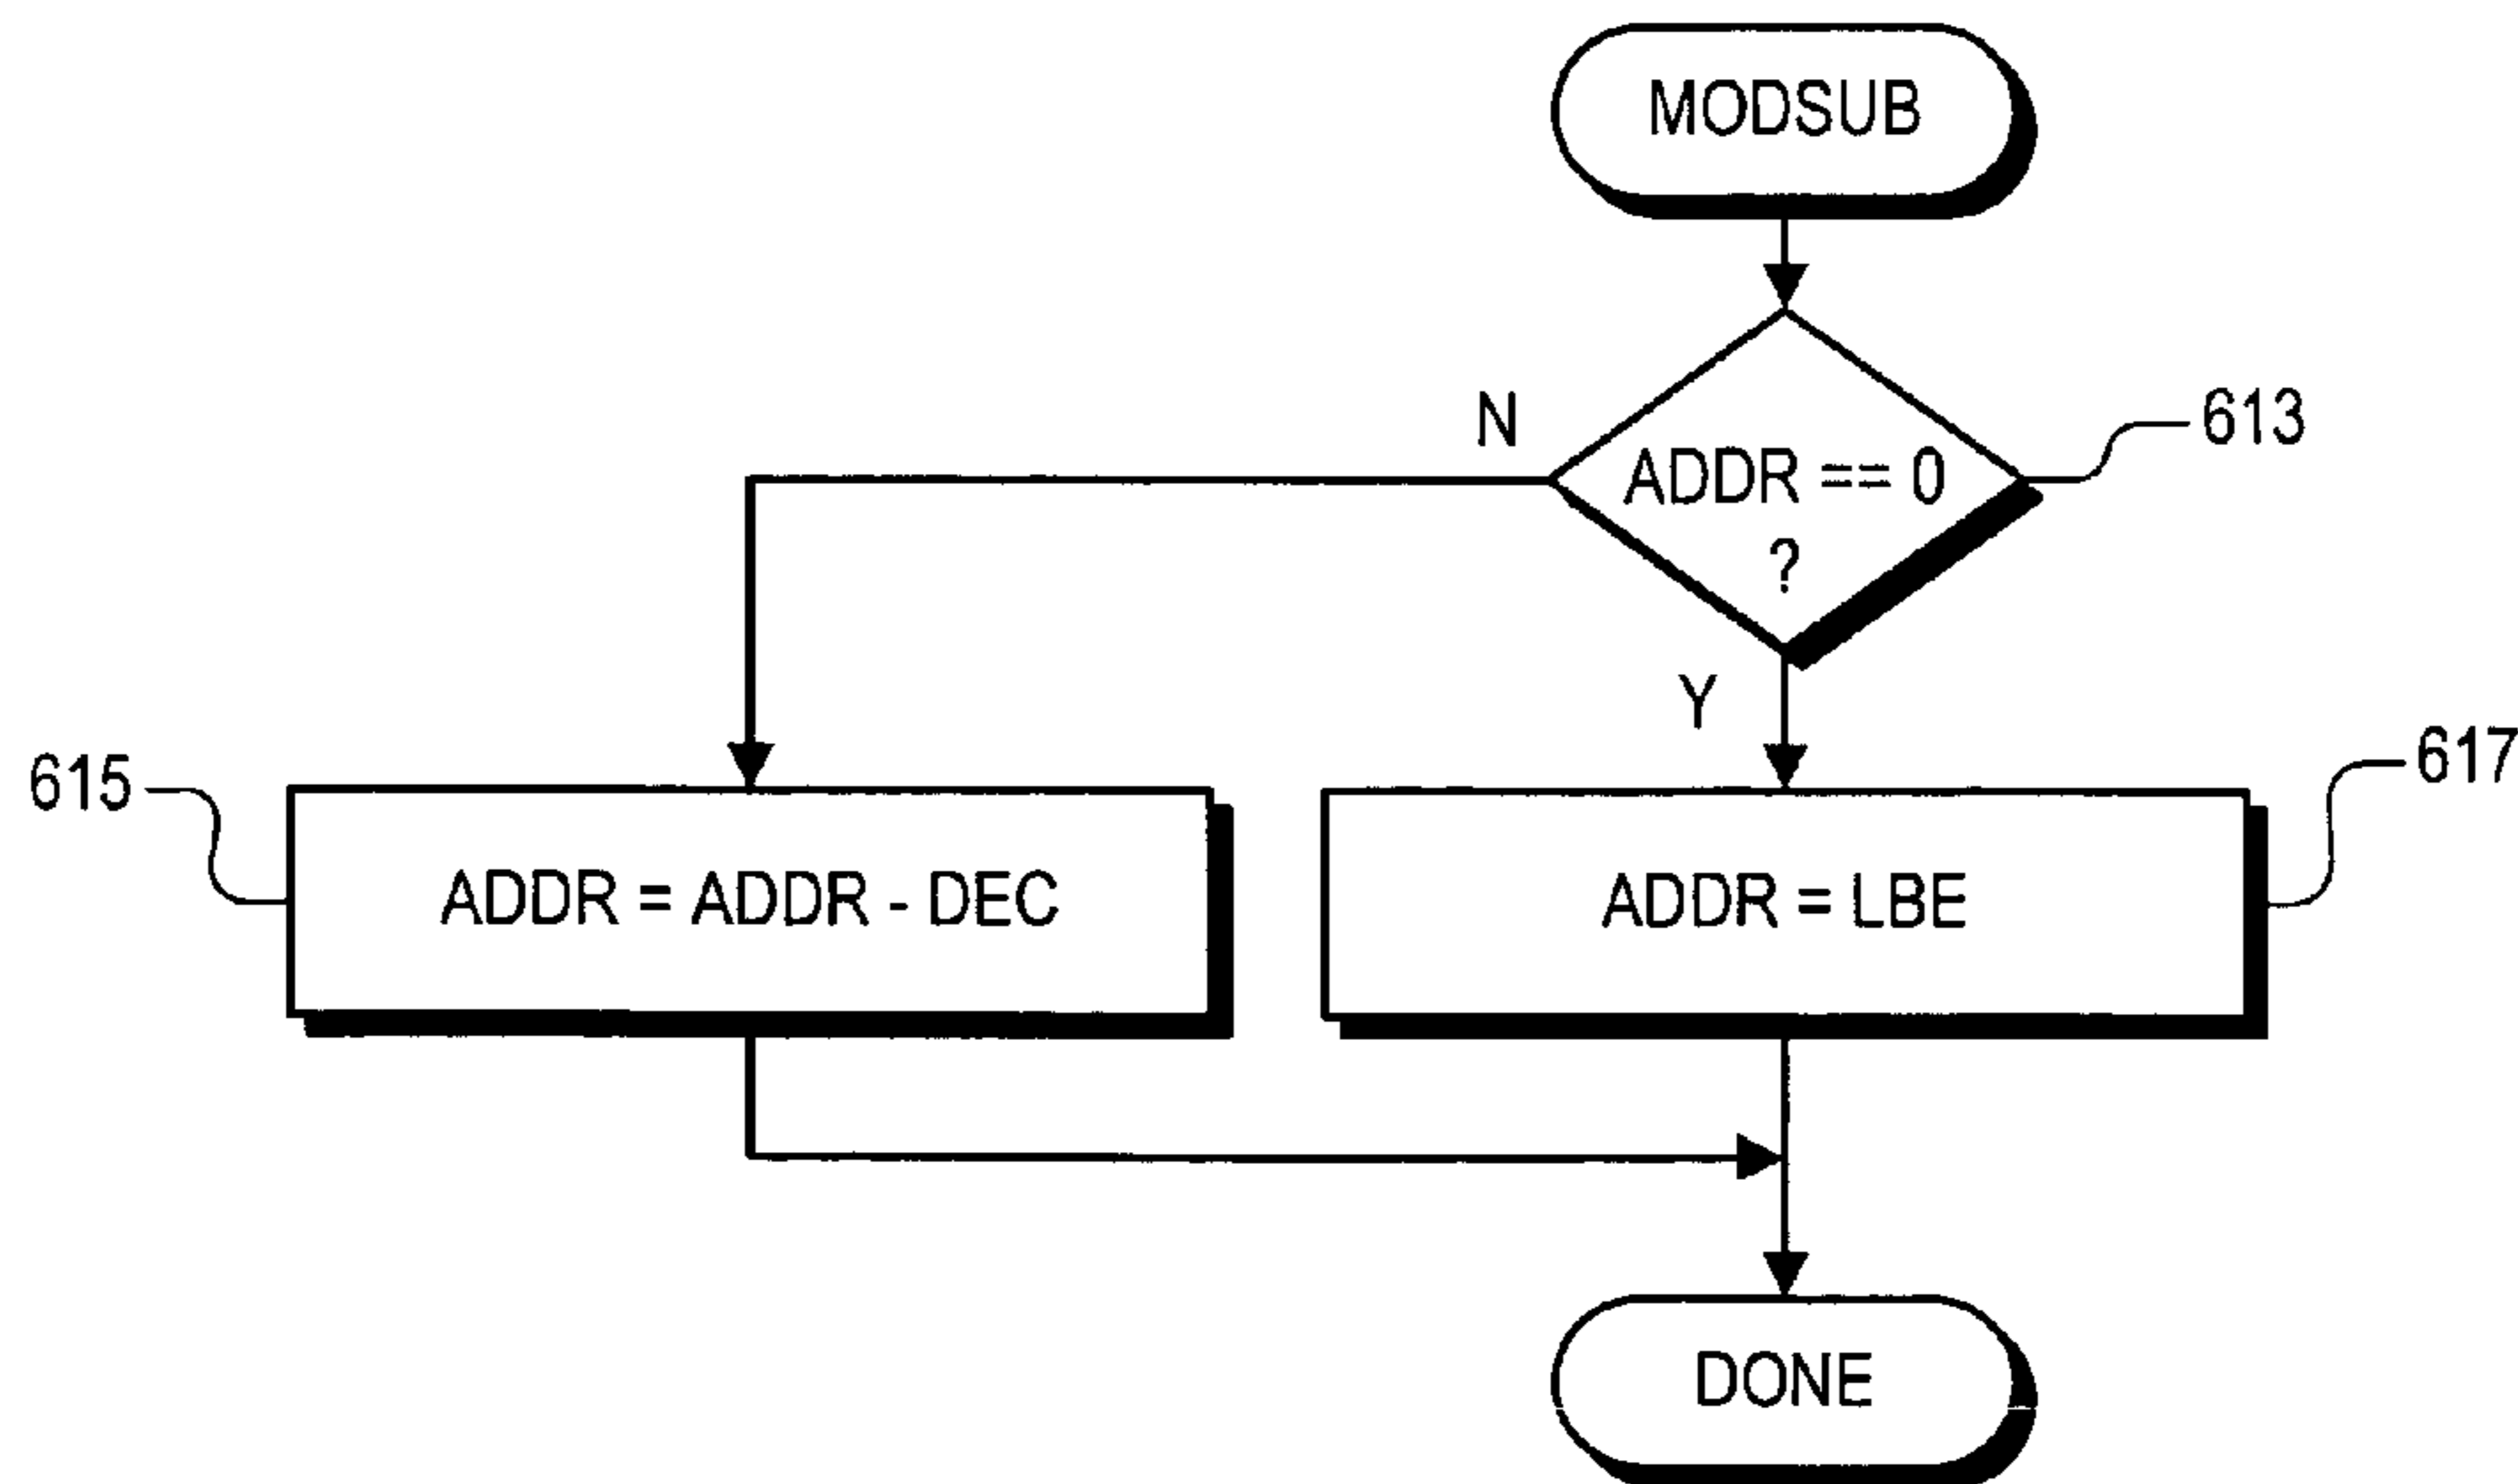 MODSUB
N
613
ADDR == 0
?
Y
615
617
ADDR = ADDR - DEC
ADDR = LBE
DONE